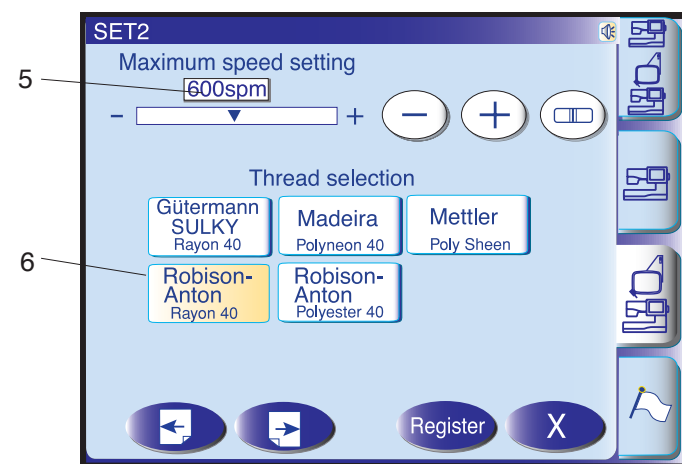 SET2
Maximum speed setting
5
600spm
- +
Thread selection
Gütermann
SULKY
Rayon 40
Madeira
Polyneon 40
Mettler
Poly Sheen
6
Robison-
Anton
Rayon 40
Robison-
Anton
Polyester 40
Register
X